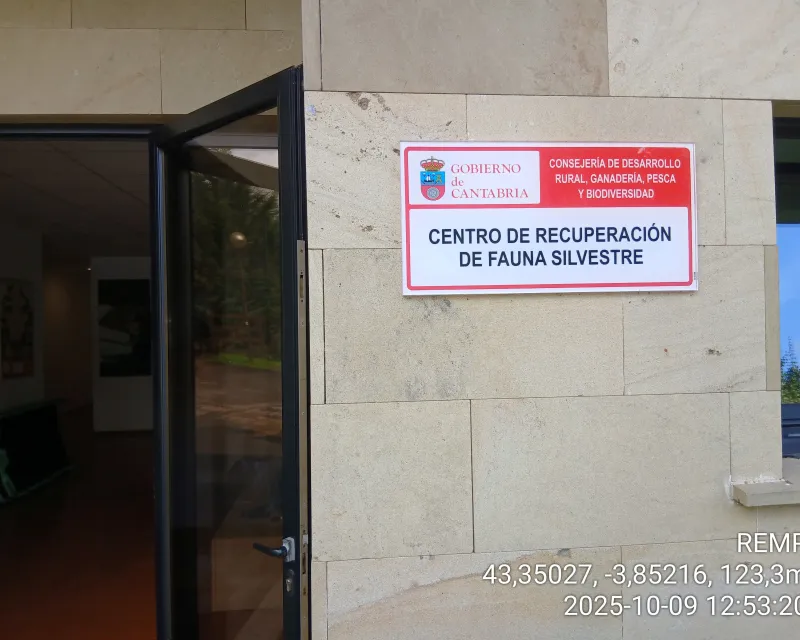 GOBIERNO
de
CANTABRIA
CONSEJERÍA DE DESARROLLO
RURAL, GANADERÍA, PESCA
Y BIODIVERSIDAD
CENTRO DE RECUPERACIÓN
DE FAUNA SILVESTRE
43,35027, -3,85216, 123,3m
2025-10-09 12:53:20